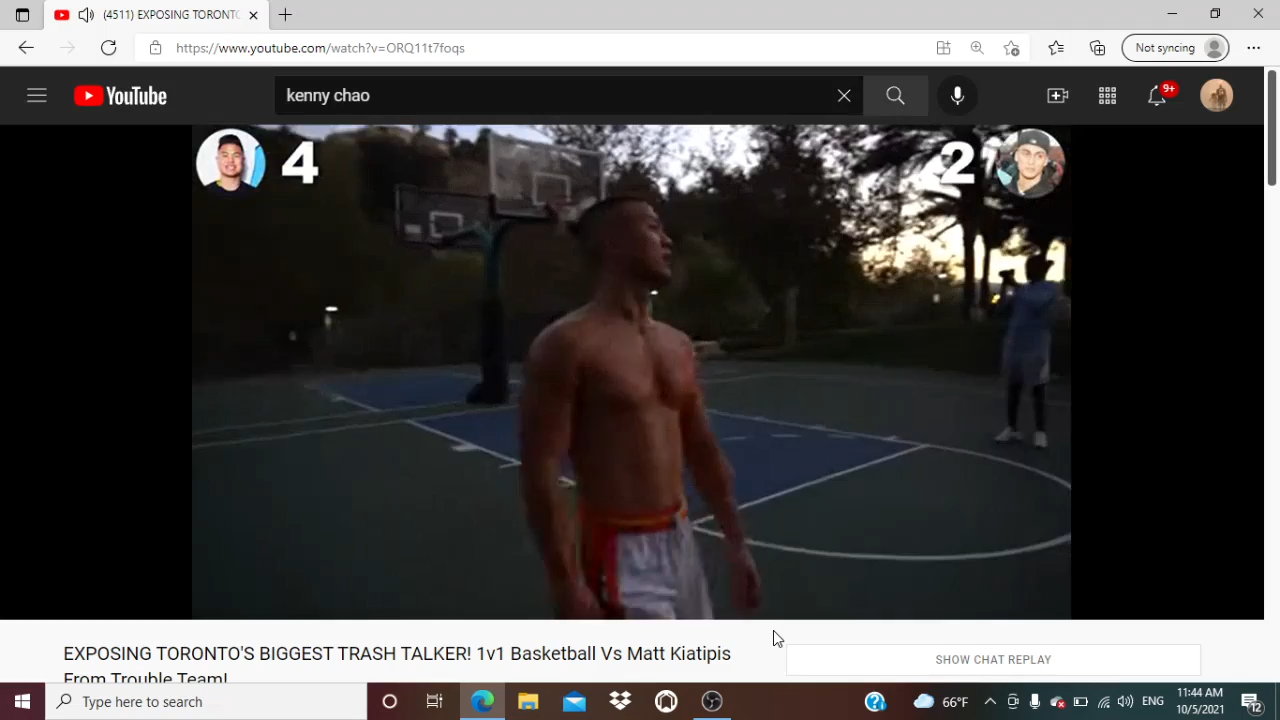 (4511) EXPOSING TORONT
https://www.youtube.com/watch?v=ORQ11t7foqs
Not syncing
YouTube
kenny chao
9+
4
2
EXPOSING TORONTO'S BIGGEST TRASH TALKER! 1v1 Basketball Vs Matt Kiatipis
From Trouble Team!
SHOW CHAT REPLAY
Type here to search
66°F
ENG
11:44 AM
10/5/2021
12